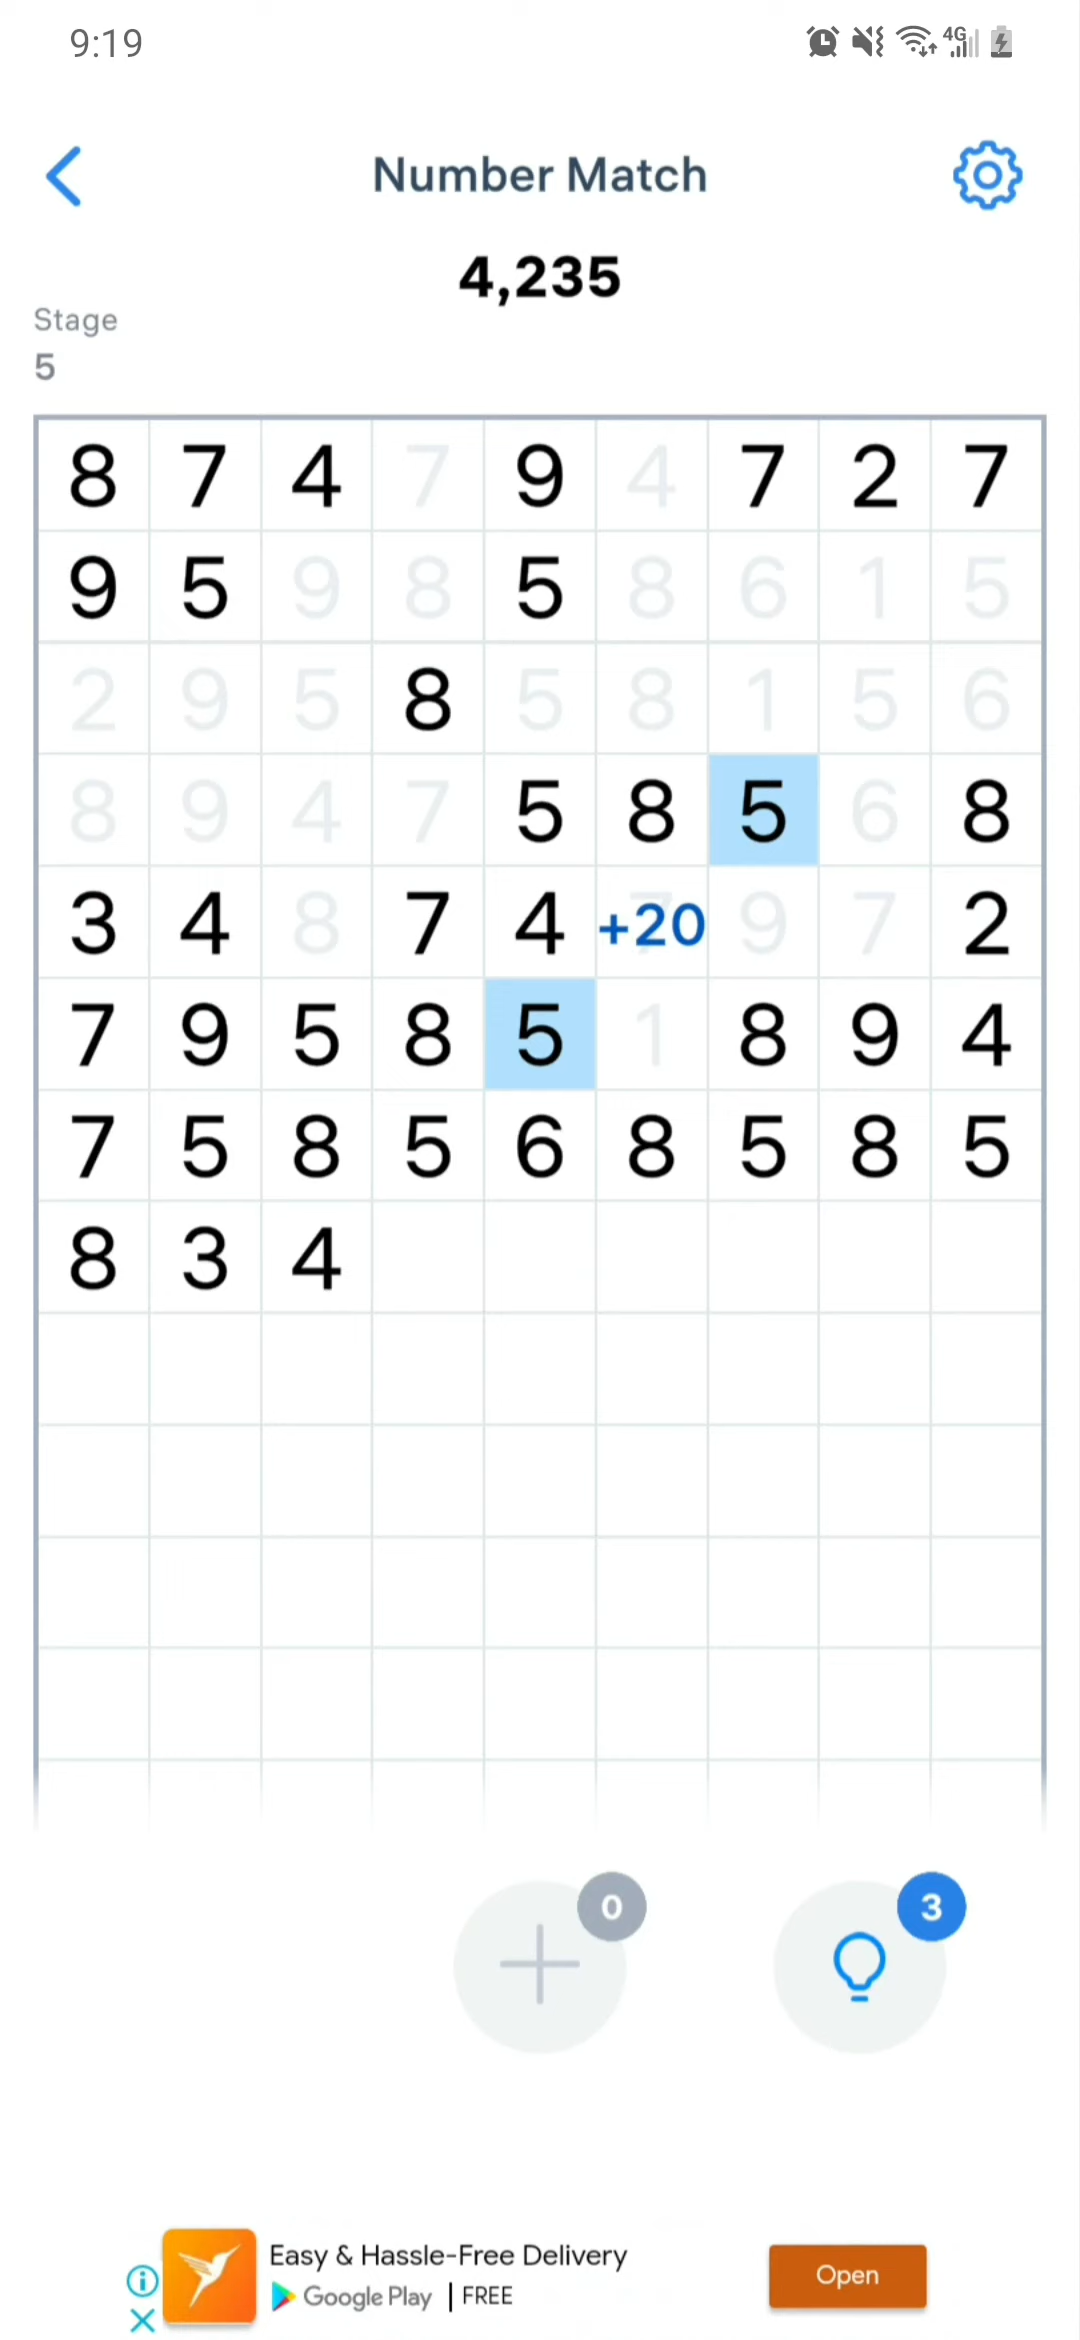 9:19
4G
Number Match
4,235
Stage
5
8 7 4 7 9 4 7 2 7
9 5 9 8 5 8 6 1 5
2 9 5 8 5 8 1 5 6
8 9 4 7 5 8 5 6 8
3 4 8 7 4 +20 9 7 2
7 9 5 8 5 1 8 9 4
7 5 8 5 6 8 5 8 5
8 3 4
0
3
Easy & Hassle-Free Delivery
Google Play | FREE
Open